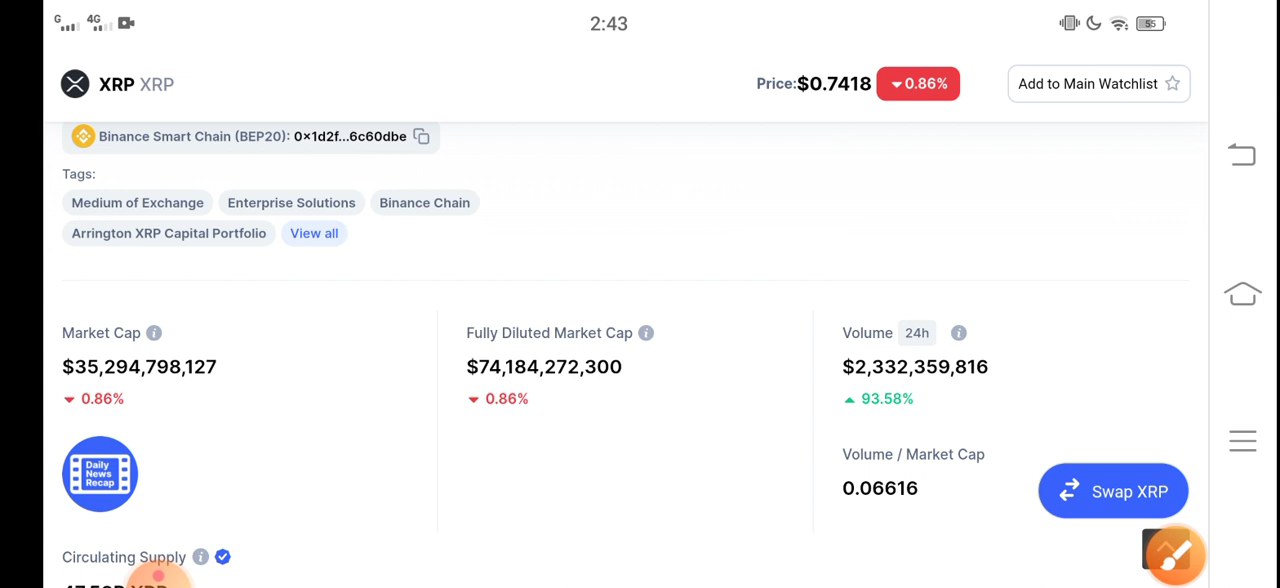 G 4G 2:43 55
XRP XRP Price:$0.7418 0.86% Add to Main Watchlist
Binance Smart Chain (BEP20): 0x1d2f...6c60dbe
Tags:
Medium of Exchange Enterprise Solutions Binance Chain
Arrington XRP Capital Portfolio View all
Market Cap Fully Diluted Market Cap Volume 24h
$35,294,798,127 $74,184,272,300 $2,332,359,816
0.86% 0.86% 93.58%
Daily
News
Recap
Volume / Market Cap
0.06616
Swap XRP
Circulating Supply